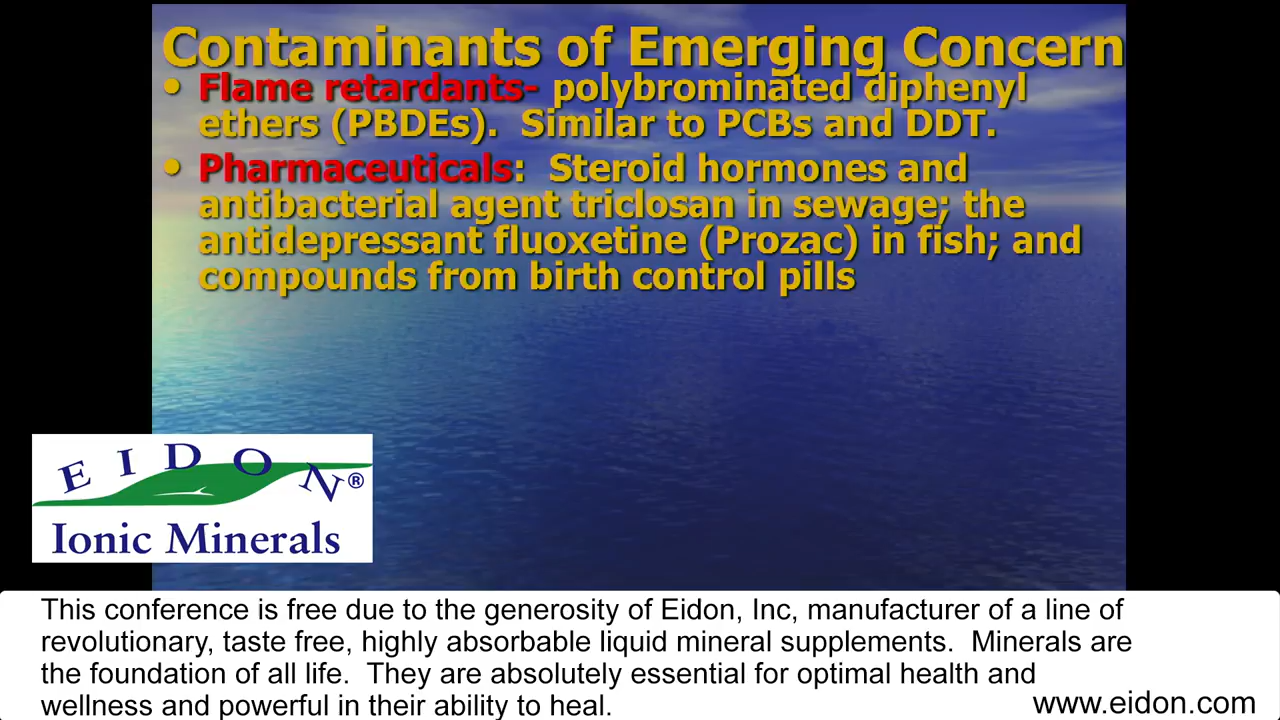 Contaminants of Emerging Concern
• Flame retardants- polybrominated diphenyl
ethers (PBDEs).  Similar to PCBs and DDT.
• Pharmaceuticals:  Steroid hormones and
antibacterial agent triclosan in sewage; the
antidepressant fluoxetine (Prozac) in fish; and
compounds from birth control pills
EIDON®
Ionic Minerals
This conference is free due to the generosity of Eidon, Inc, manufacturer of a line of
revolutionary, taste free, highly absorbable liquid mineral supplements.  Minerals are
the foundation of all life.  They are absolutely essential for optimal health and
wellness and powerful in their ability to heal.
www.eidon.com